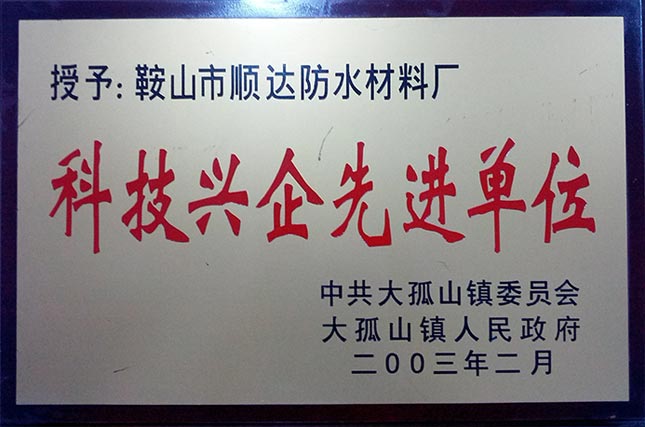 授予:鞍山市顺达防水材料厂
科技兴企先进单位
中共大孤山镇委员会
大孤山镇人民政府
二00三年二月